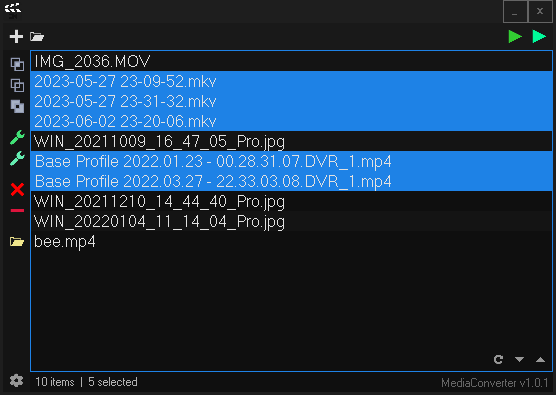 IMG_2036.MOV
2023-05-27 23-09-52.mkv
2023-05-27 23-31-32.mkv
2023-06-02 23-20-06.mkv
WIN_20211009_16_47_05_Pro.jpg
Base Profile 2022.01.23 - 00.28.31.07.DVR_1.mp4
Base Profile 2022.03.27 - 22.33.03.08.DVR_1.mp4
WIN_20211210_14_44_40_Pro.jpg
WIN_20220104_11_14_04_Pro.jpg
bee.mp4
10 items | 5 selected
MediaConverter v1.0.1